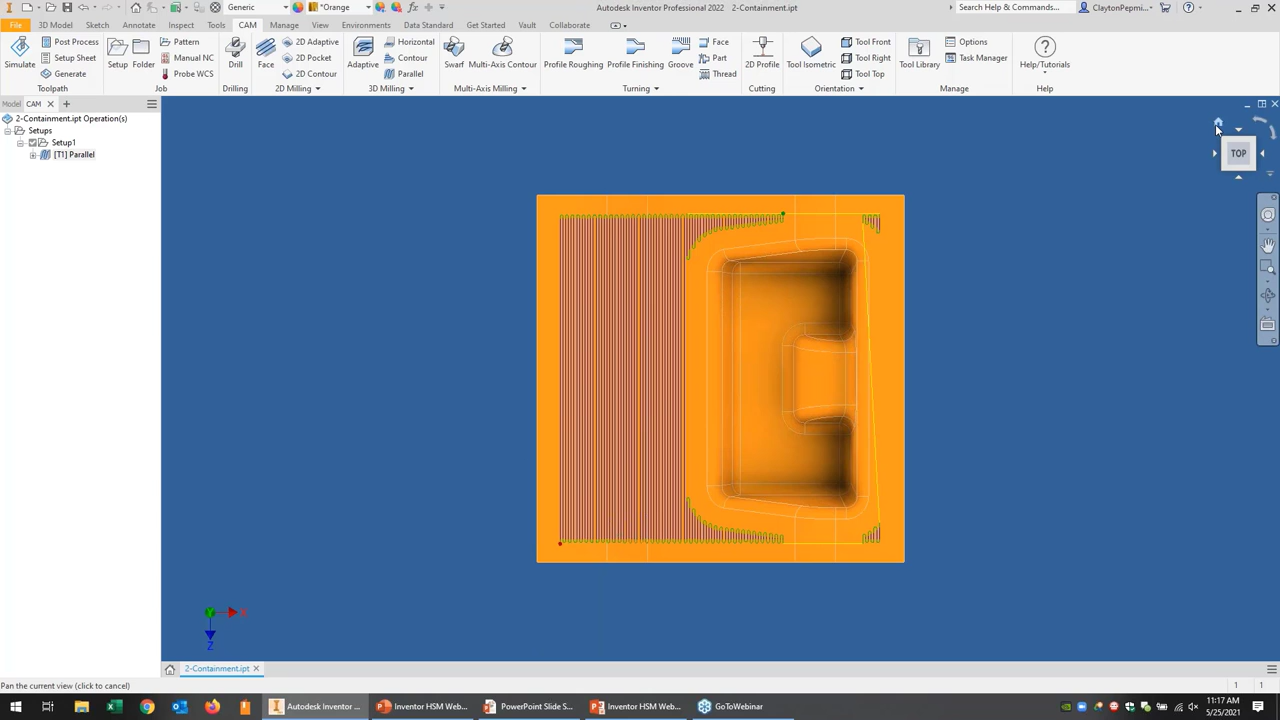 Generic
*Orange
Autodesk Inventor Professional 2022 2-Containment.ipt
Search Help & Commands...
ClaytonPepmi...
File 3D Model Sketch Annotate Inspect Tools CAM Manage View Environments Data Standard Get Started Vault Collaborate
Simulate
Post Process
Setup Sheet
Generate
Toolpath
Setup
Folder
Pattern
Manual NC
Probe WCS
Job
Drill
Drilling
Face
2D Adaptive
2D Pocket
2D Contour
2D Milling
Adaptive
Horizontal
Contour
Parallel
3D Milling
Swarf
Multi-Axis Contour
Multi-Axis Milling
Profile Roughing
Profile Finishing
Groove
Face
Part
Thread
Turning
2D Profile
Cutting
Tool Isometric
Tool Front
Tool Right
Tool Top
Orientation
Tool Library
Options
Task Manager
Manage
Help/Tutorials
Help
Model CAM
2-Containment.ipt Operation(s)
Setups
Setup1
[T1] Parallel
TOP
X
Z
2-Containment.ipt
Pan the current view (click to cancel)
1 1
Autodesk Inventor ...
Inventor HSM Web...
PowerPoint Slide S...
Inventor HSM Web...
GoToWebinar
11:17 AM
5/25/2021